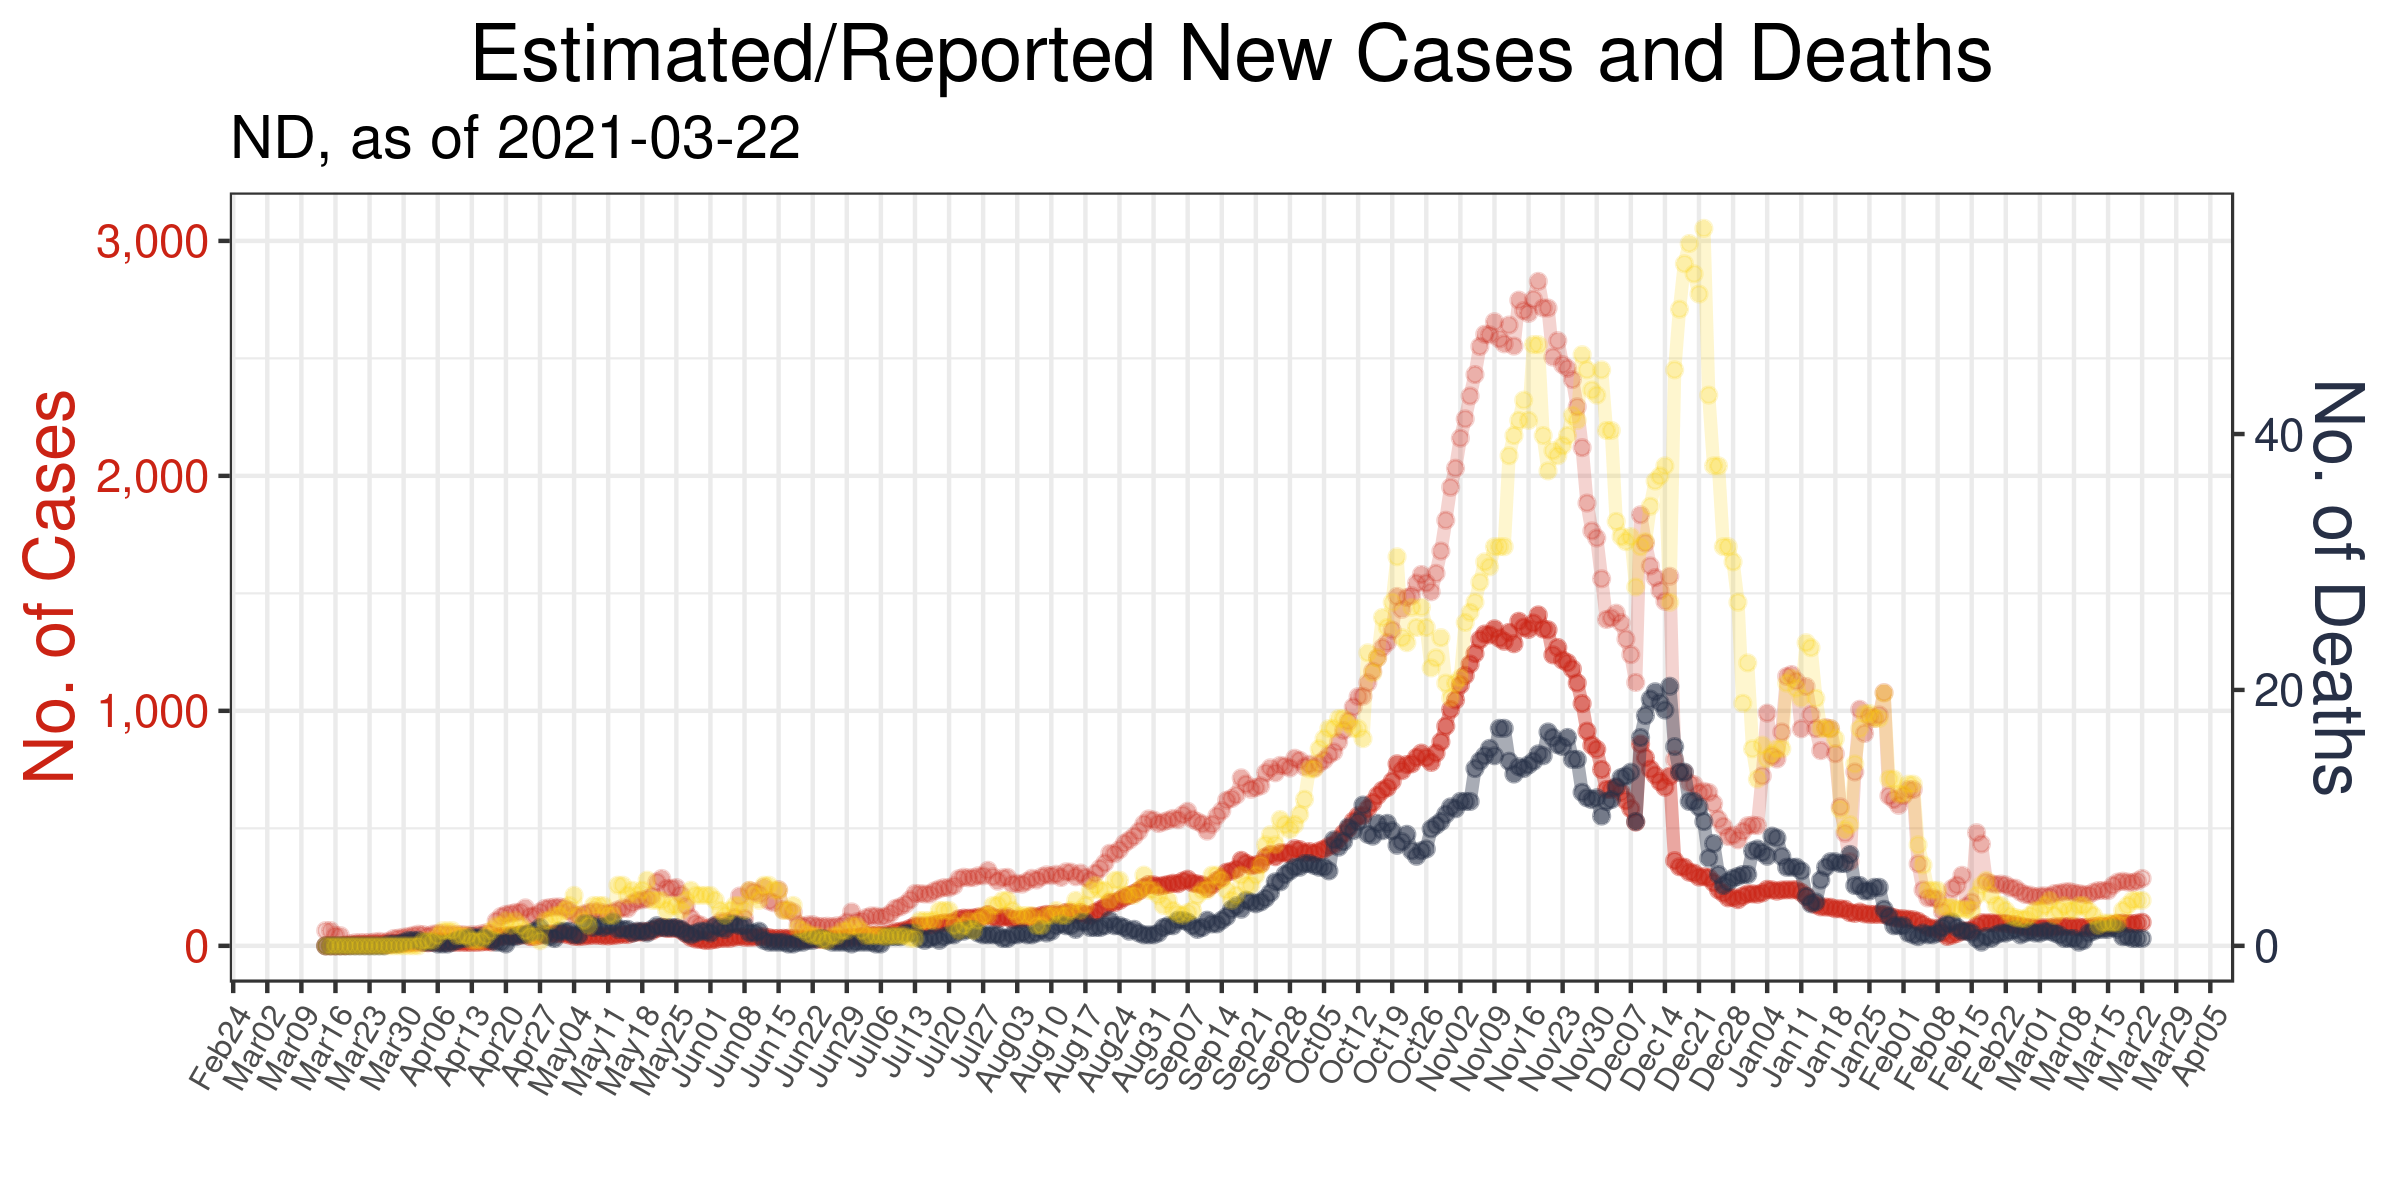 Estimated/Reported New Cases and Deaths
ND, as of 2021-03-22
No. of Cases
3,000
2,000
1,000
0
No. of Deaths
40
20
0
Feb24
Mar02
Mar09
Mar16
Mar23
Mar30
Apr06
Apr13
Apr20
Apr27
May04
May11
May18
May25
Jun01
Jun08
Jun15
Jun22
Jun29
Jul06
Jul13
Jul20
Jul27
Aug03
Aug10
Aug17
Aug24
Aug31
Sep07
Sep14
Sep21
Sep28
Oct05
Oct12
Oct19
Oct26
Nov02
Nov09
Nov16
Nov23
Nov30
Dec07
Dec14
Dec21
Dec28
Jan04
Jan11
Jan18
Jan25
Feb01
Feb08
Feb15
Feb22
Mar01
Mar08
Mar15
Mar22
Mar29
Apr05